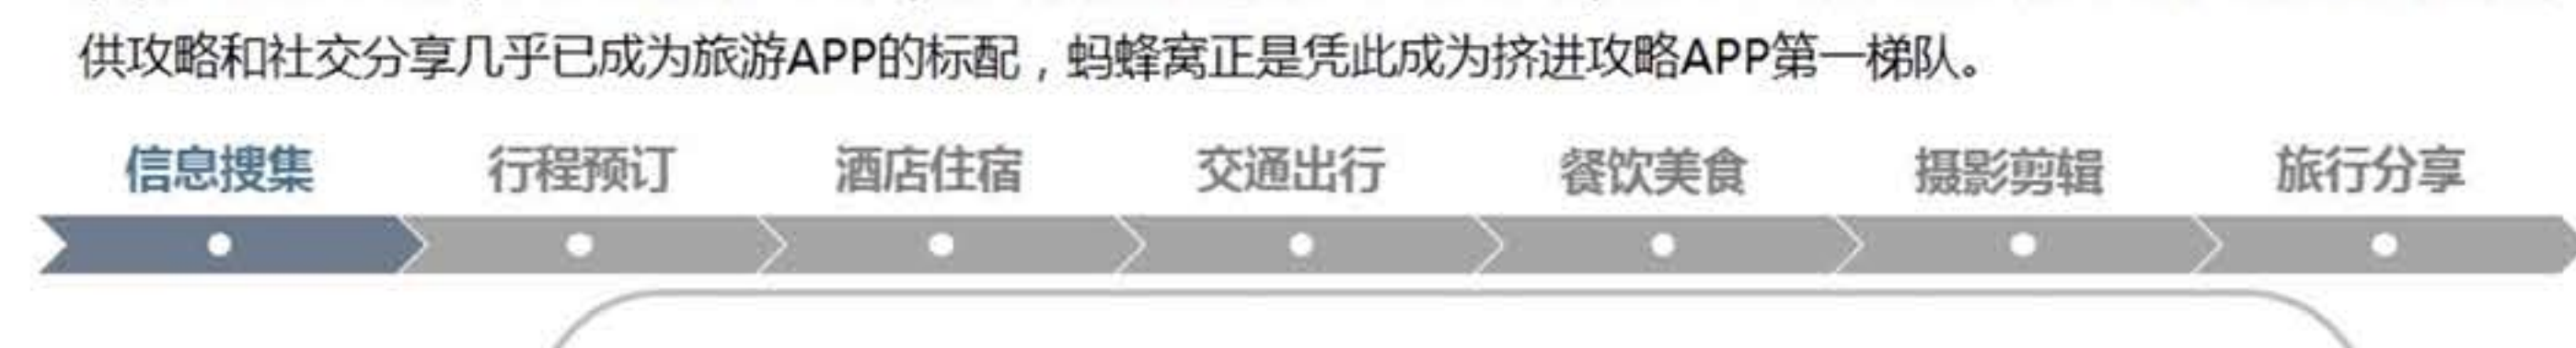 供攻略和社交分享几乎已成为旅游APP的标配，蚂蜂窝正是凭此成为挤进攻略APP第一梯队。
信息搜集 行程预订 酒店住宿 交通出行 餐饮美食 摄影剪辑 旅行分享